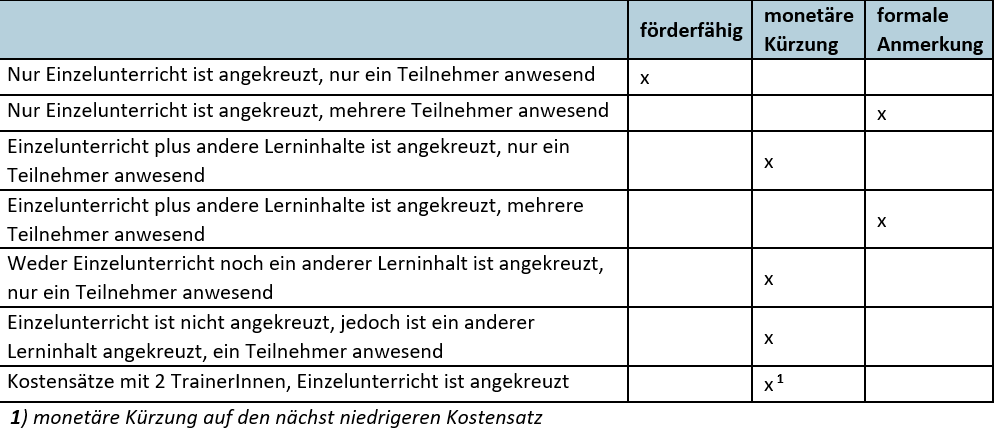 förderfähig
monetäre
Kürzung
formale
Anmerkung
Nur Einzelunterricht ist angekreuzt, nur ein Teilnehmer anwesend
x
Nur Einzelunterricht ist angekreuzt, mehrere Teilnehmer anwesend
x
Einzelunterricht plus andere Lerninhalte ist angekreuzt, nur ein
Teilnehmer anwesend
x
Einzelunterricht plus andere Lerninhalte ist angekreuzt, mehrere
Teilnehmer anwesend
x
Weder Einzelunterricht noch ein anderer Lerninhalt ist angekreuzt,
nur ein Teilnehmer anwesend
x
Einzelunterricht ist nicht angekreuzt, jedoch ist ein anderer
Lerninhalt angekreuzt, ein Teilnehmer anwesend
x
Kostensätze mit 2 TrainerInnen, Einzelunterricht ist angekreuzt
x ¹
1) monetäre Kürzung auf den nächst niedrigeren Kostensatz